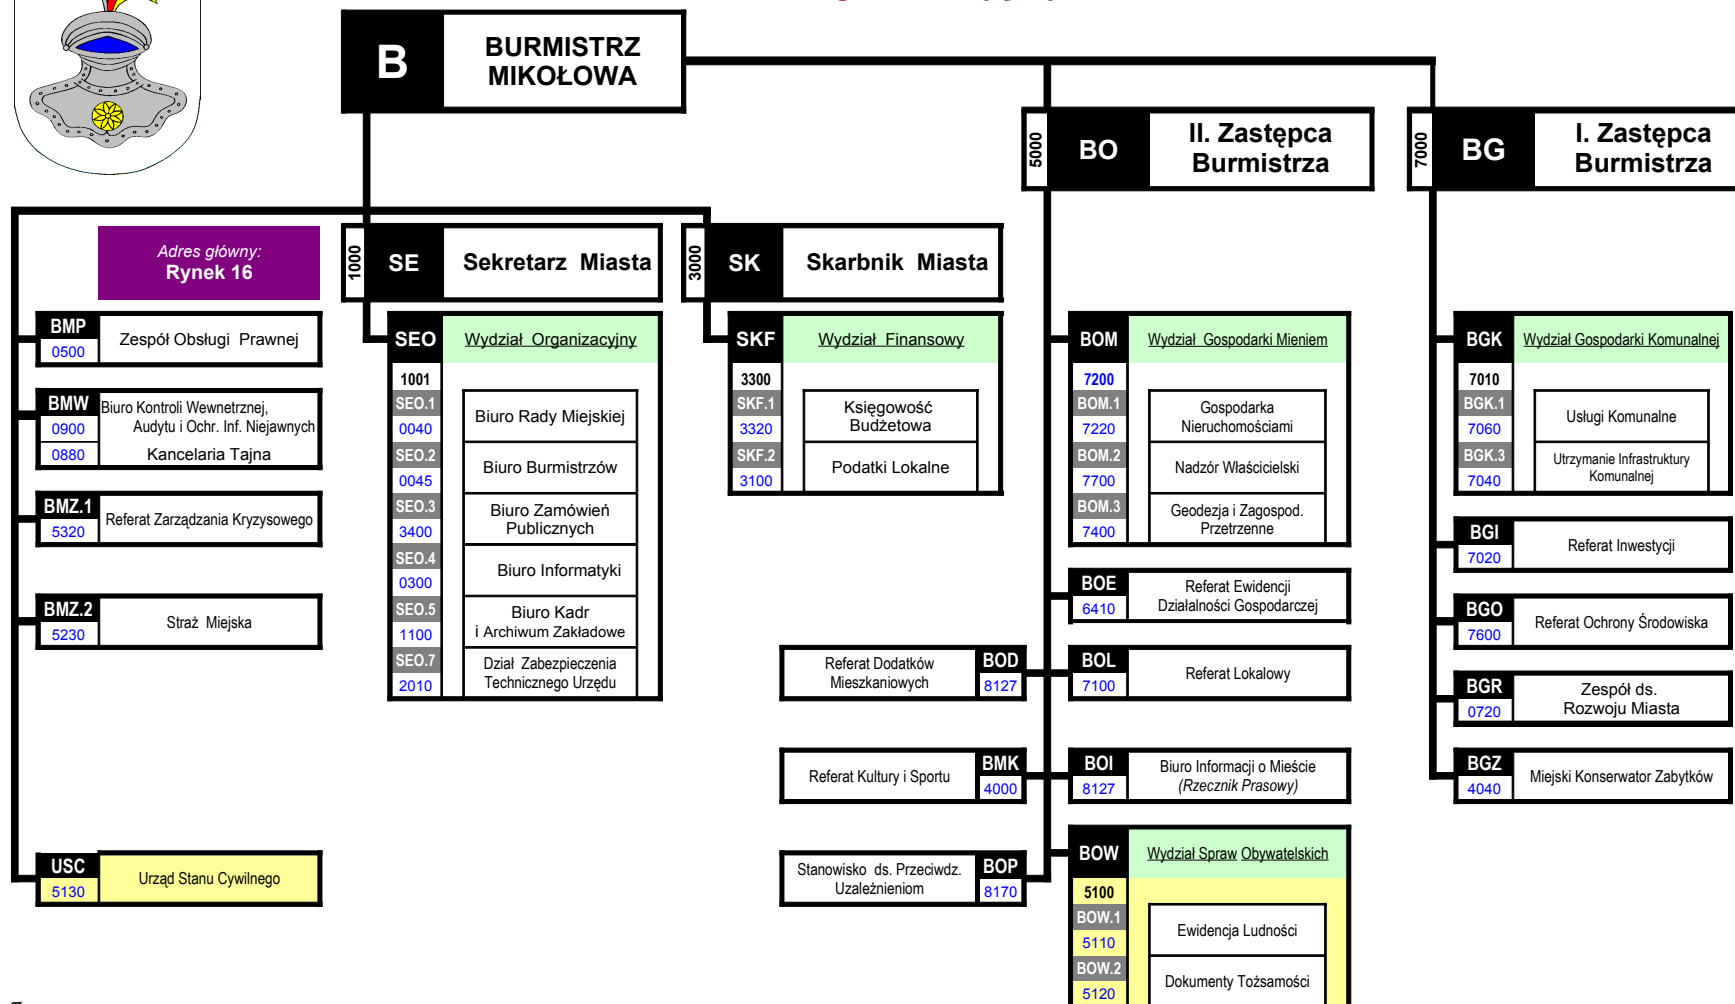 B
BURMISTRZ
MIKOŁOWA
5000
BO
II. Zastępca
Burmistrza
7000
BG
I. Zastępca
Burmistrza
Adres główny:
Rynek 16
1000
SE
Sekretarz Miasta
3000
SK
Skarbnik Miasta
BMP
0500
Zespół Obsługi Prawnej
BMW
0900
0880
Biuro Kontroli Wewnetrznej,
Audytu i Ochr. Inf. Niejawnych
Kancelaria Tajna
BMZ.1
5320
Referat Zarządzania Kryzysowego
BMZ.2
5230
Straż Miejska
USC
5130
Urząd Stanu Cywilnego
SEO
Wydział Organizacyjny
1001
SEO.1
0040
Biuro Rady Miejskiej
SEO.2
0045
Biuro Burmistrzów
SEO.3
3400
Biuro Zamówień
Publicznych
SEO.4
0300
Biuro Informatyki
SEO.5
1100
Biuro Kadr
i Archiwum Zakładowe
SEO.7
2010
Dział Zabezpieczenia
Technicznego Urzędu
SKF
Wydział Finansowy
3300
SKF.1
3320
Księgowość
Budżetowa
SKF.2
3100
Podatki Lokalne
BOM
Wydział Gospodarki Mieniem
7200
BOM.1
7220
Gospodarka
Nieruchomościami
BOM.2
7700
Nadzór Właścicielski
BOM.3
7400
Geodezja i Zagospod.
Przetrzenne
BOE
6410
Referat Ewidencji
Działalności Gospodarczej
Referat Dodatków
Mieszkaniowych
BOD
8127
BOL
7100
Referat Lokalowy
Referat Kultury i Sportu
BMK
4000
BOI
8127
Biuro Informacji o Mieście
(Rzecznik Prasowy)
Stanowisko ds. Przeciwdz.
Uzależnieniom
BOP
8170
BOW
Wydział Spraw Obywatelskich
5100
BOW.1
5110
Ewidencja Ludności
BOW.2
5120
Dokumenty Tożsamości
BGK
Wydział Gospodarki Komunalnej
7010
BGK.1
7060
Usługi Komunalne
BGK.3
7040
Utrzymanie Infrastruktury
Komunalnej
BGI
7020
Referat Inwestycji
BGO
7600
Referat Ochrony Środowiska
BGR
0720
Zespół ds.
Rozwoju Miasta
BGZ
4040
Miejski Konserwator Zabytków